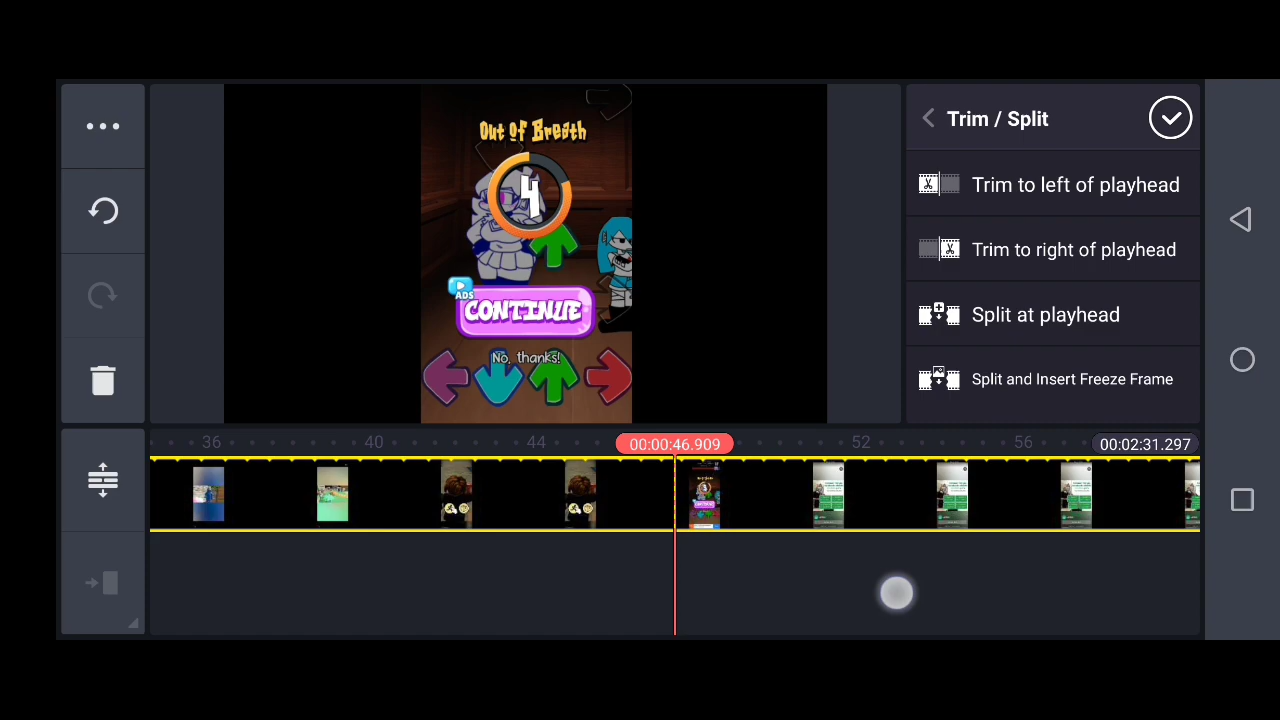 Trim / Split
Out of Breath
4
ADS
CONTINUE
No, thanks!
Trim to left of playhead
Trim to right of playhead
Split at playhead
Split and Insert Freeze Frame
36
40
44
00:00:46.909
52
56
00:02:31.297